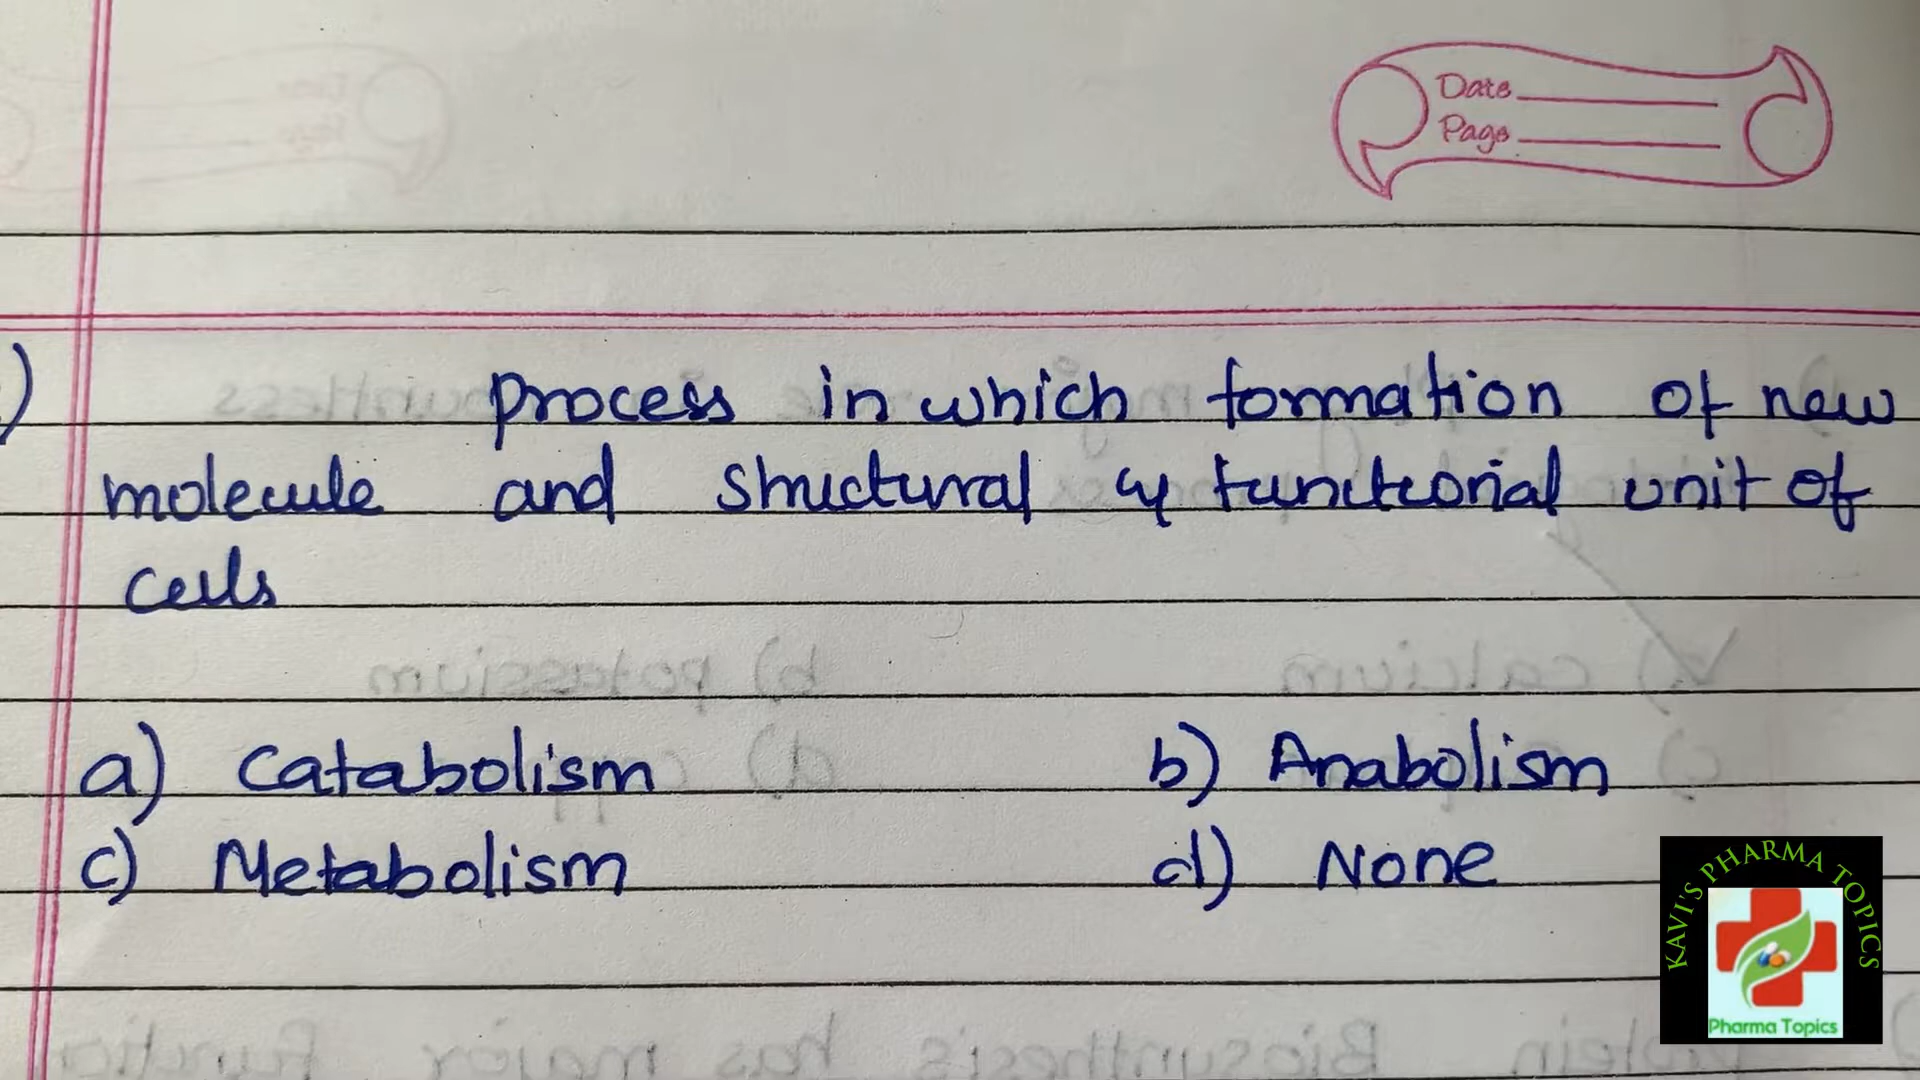 Date
Page
) process in which formation of new
molecule and structural & functional unit of
cells
a) Catabolism b) Anabolism
c) Metabolism d) None
KAVI'S PHARMA TOPICS
Pharma Topics